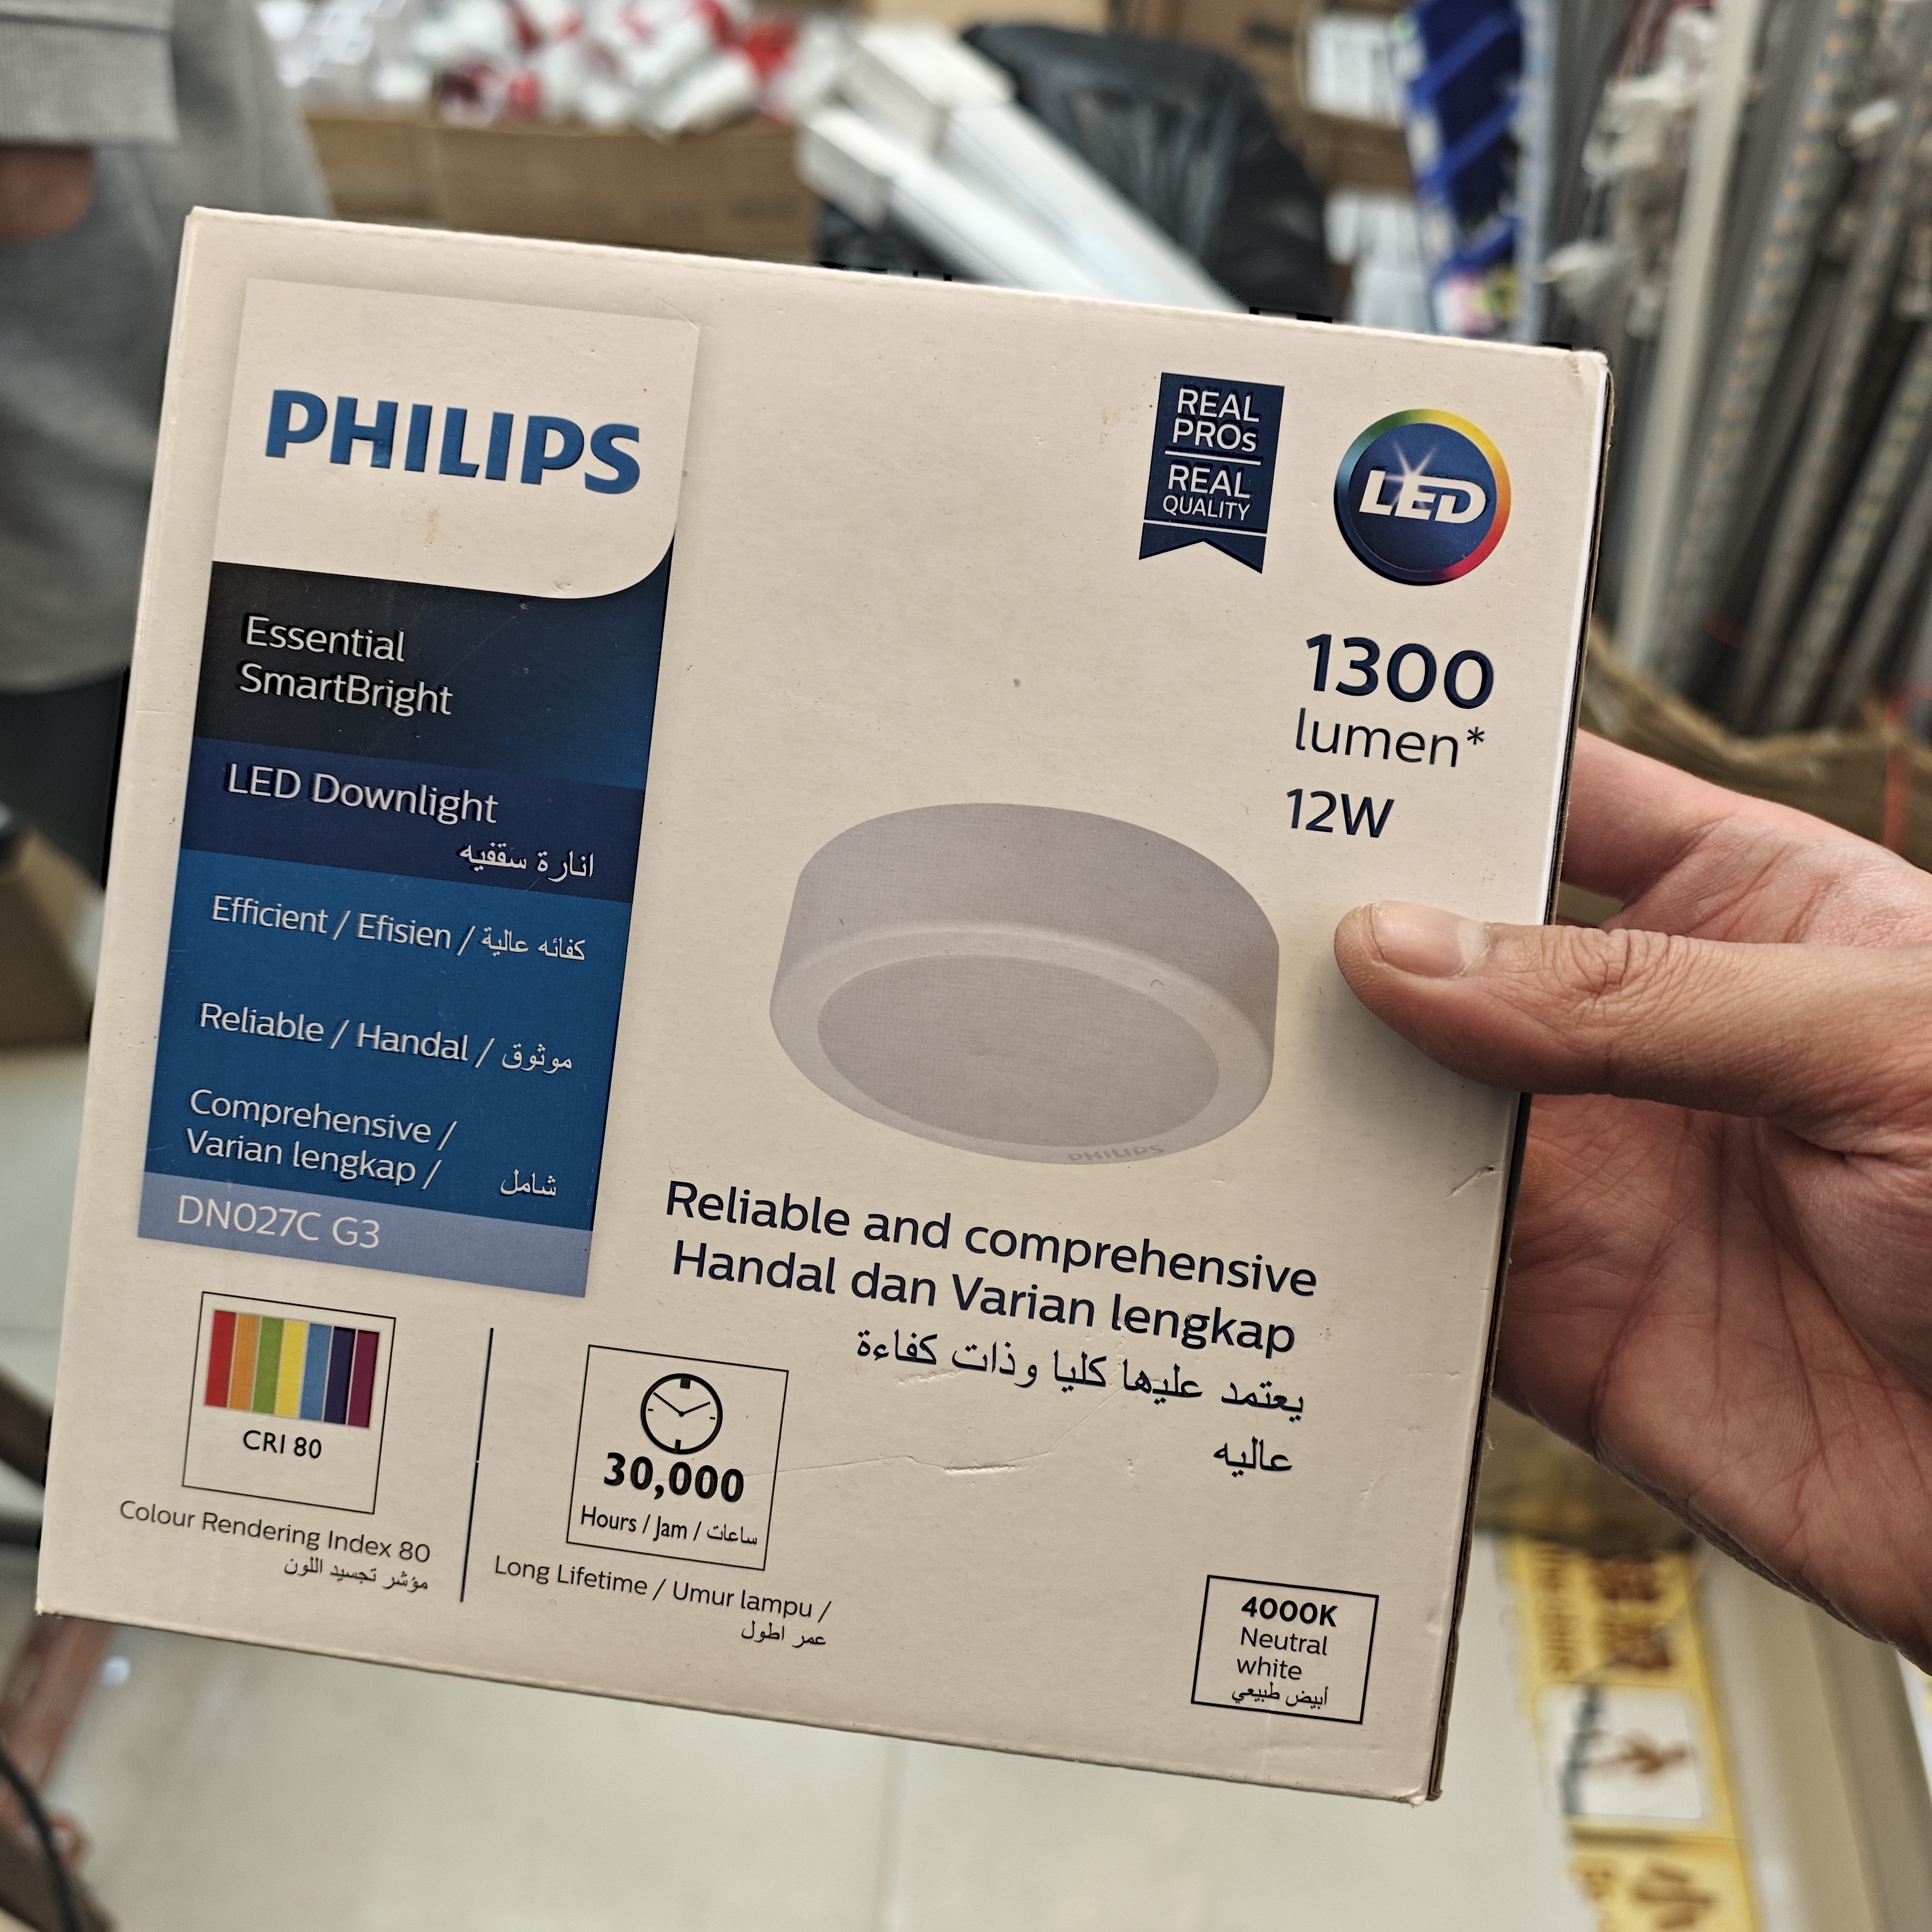 PHILIPS
Essential
SmartBright
LED Downlight
انارة سقفيه
Efficient / Efisien / كفائه عالية
Reliable / Handal / موثوق
Comprehensive /
Varian lengkap / شامل
DN027C G3
REAL
PROs
REAL
QUALITY
LED
1300
lumen*
12W
PHILIPS
Reliable and comprehensive
Handal dan Varian lengkap
يعتمد عليها كليا وذات كفاءة
عاليه
CRI 80
Colour Rendering Index 80
مؤشر تجسيد اللون
30,000
Hours / Jam / ساعات
Long Lifetime / Umur lampu /
عمر اطول
4000K
Neutral
white
أبيض طبيعي